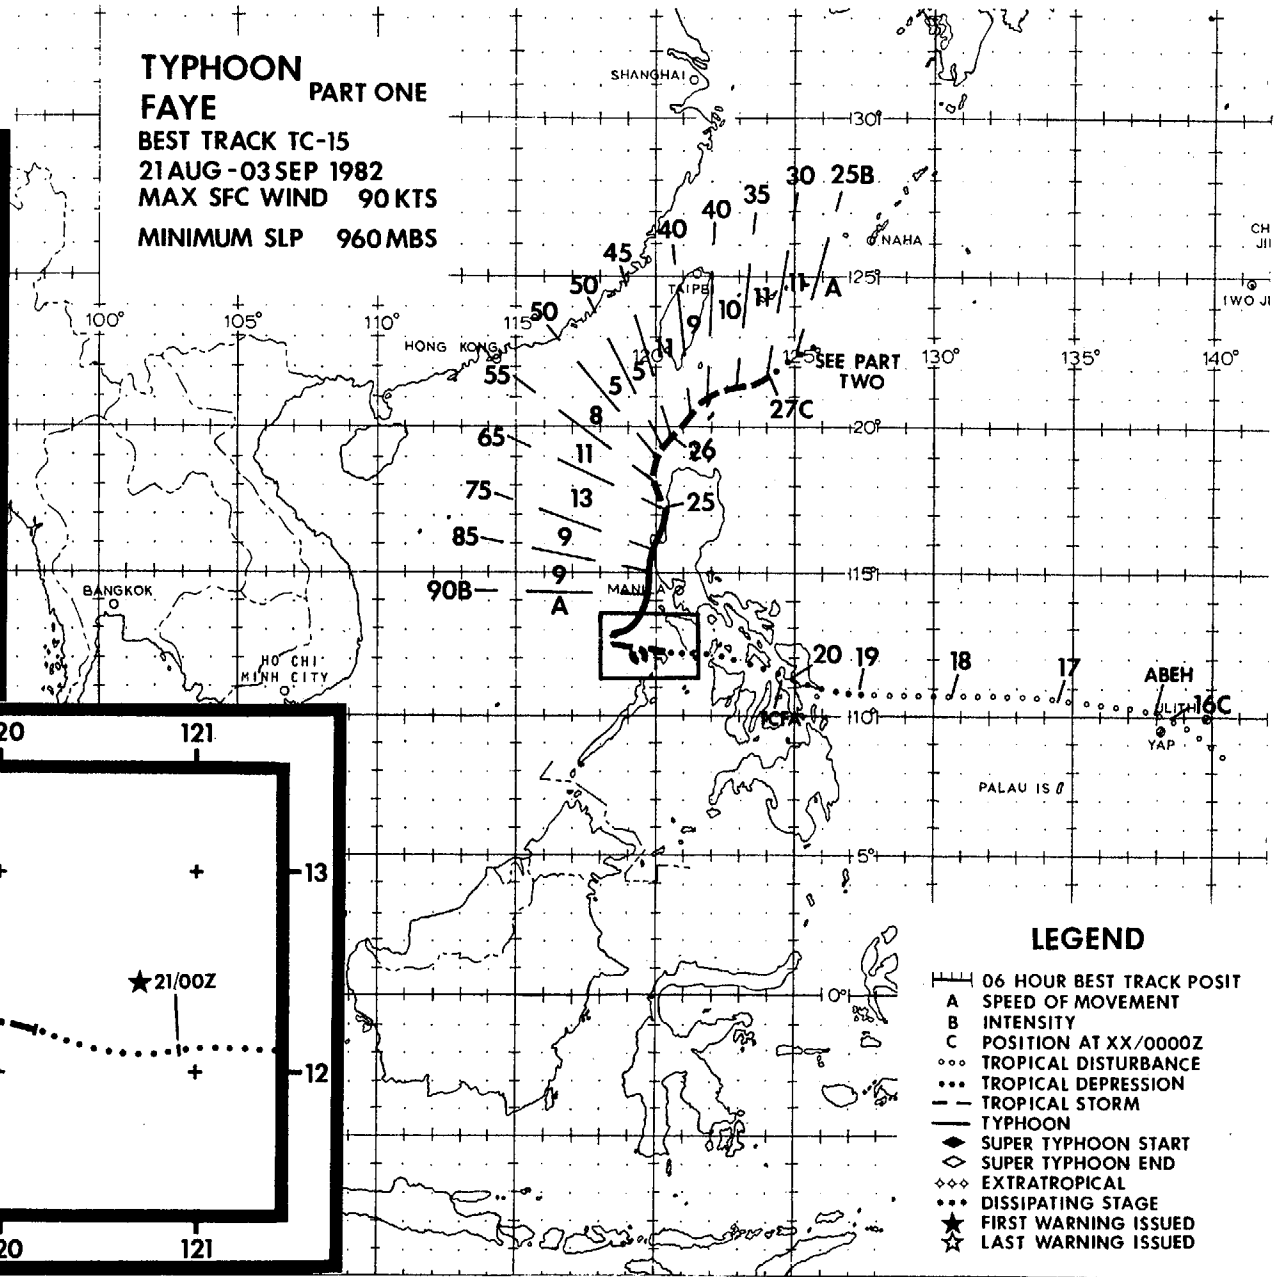 TYPHOON
FAYE
PART ONE
BEST TRACK TC-15
21 AUG - 03 SEP 1982
MAX SFC WIND 90 KTS
MINIMUM SLP 960 MBS
SHANGHAI
30°
30 25B
35
40
40
45
50
50
NAHA
CH
JII
25°
TAIPE
IWO JI
A
11
11
10
9
100° 105° 110° 115° 120° 125° 130° 135° 140°
HONG KONG
55
5
5
SEE PART
TWO
27C
8
20°
65
11
26
75
13
25
85
9
9
15°
90B
A
MANILA
BANGKOK
HO CHI
MINH CITY
20 19 18 17
ABEH
ULITHI 16C
10°
YAP
PALAU IS
5°
0°
20 121
13
21/00Z
12
20 121
LEGEND
06 HOUR BEST TRACK POSIT
A SPEED OF MOVEMENT
B INTENSITY
C POSITION AT XX/0000Z
TROPICAL DISTURBANCE
TROPICAL DEPRESSION
TROPICAL STORM
TYPHOON
SUPER TYPHOON START
SUPER TYPHOON END
EXTRATROPICAL
DISSIPATING STAGE
FIRST WARNING ISSUED
LAST WARNING ISSUED